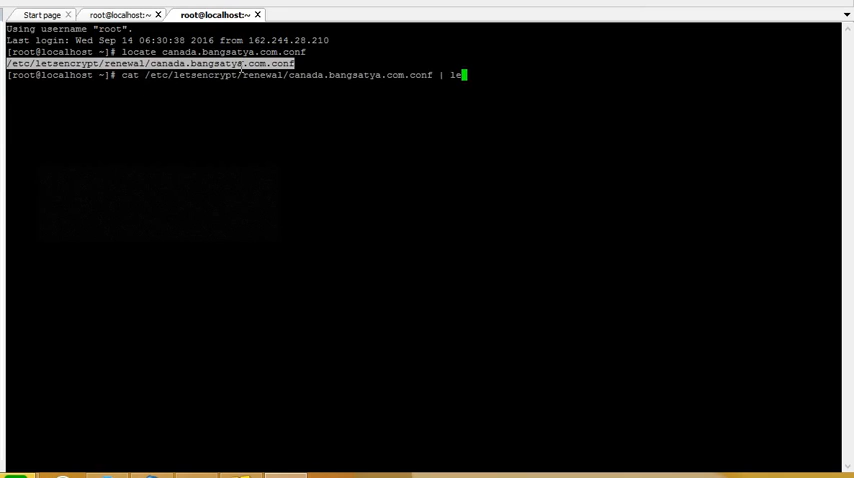 Start page root@localhost:~ root@localhost:~
Using username "root".
Last login: Wed Sep 14 06:30:38 2016 from 162.244.28.210
[root@localhost ~]# locate canada.bangsatya.com.conf
/etc/letsencrypt/renewal/canada.bangsatya.com.conf
[root@localhost ~]# cat /etc/letsencrypt/renewal/canada.bangsatya.com.conf | le